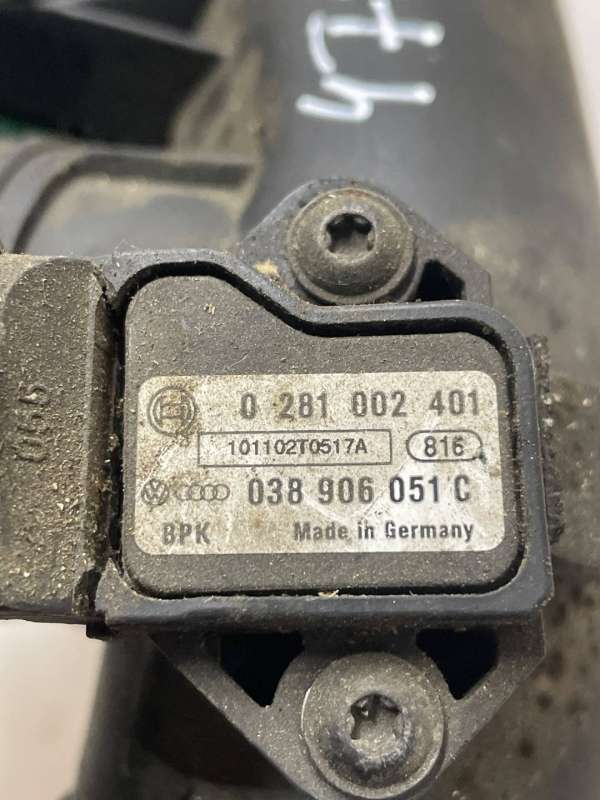 47
055
0 281 002 401
101102T0517A 816
038 906 051 C
BPK Made in Germany